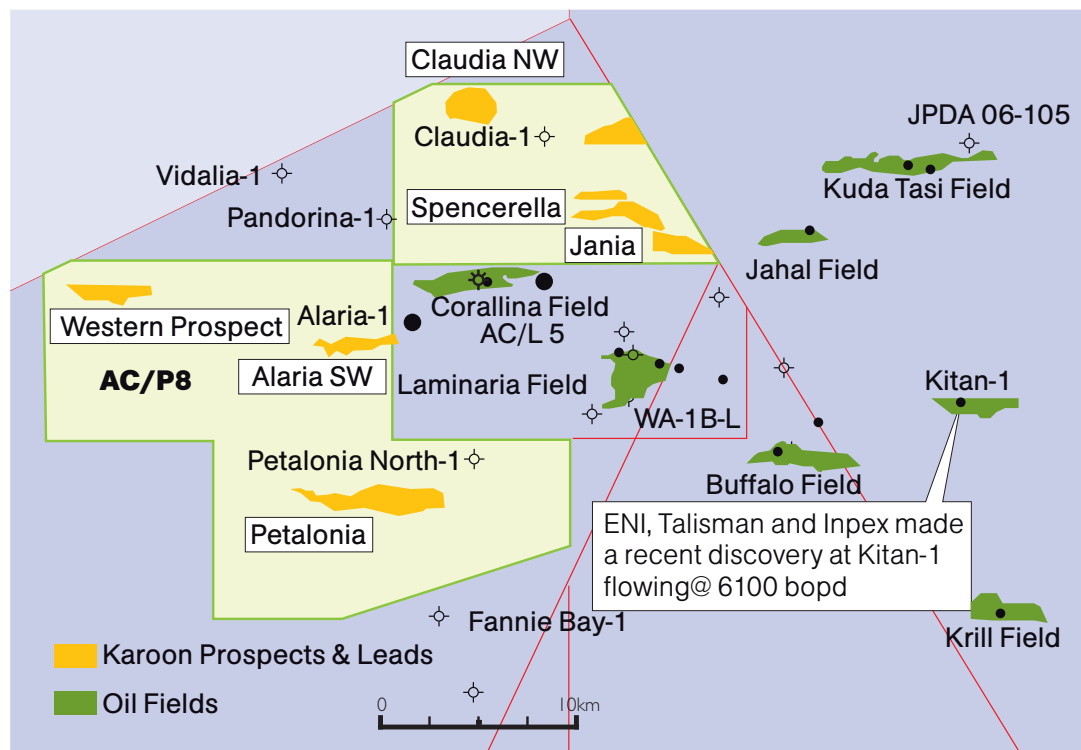 Claudia NW
Claudia-1
JPDA 06-105
Vidalia-1
Kuda Tasi Field
Pandorina-1
Spencerella
Jania
Jahal Field
Corallina Field
AC/L 5
Alaria-1
Western Prospect
AC/P8
Alaria SW
Laminaria Field
Kitan-1
WA-1B-L
Petalonia North-1
Buffalo Field
Petalonia
ENI, Talisman and Inpex made
a recent discovery at Kitan-1
flowing@ 6100 bopd
Fannie Bay-1
Krill Field
Karoon Prospects & Leads
Oil Fields
0 10km